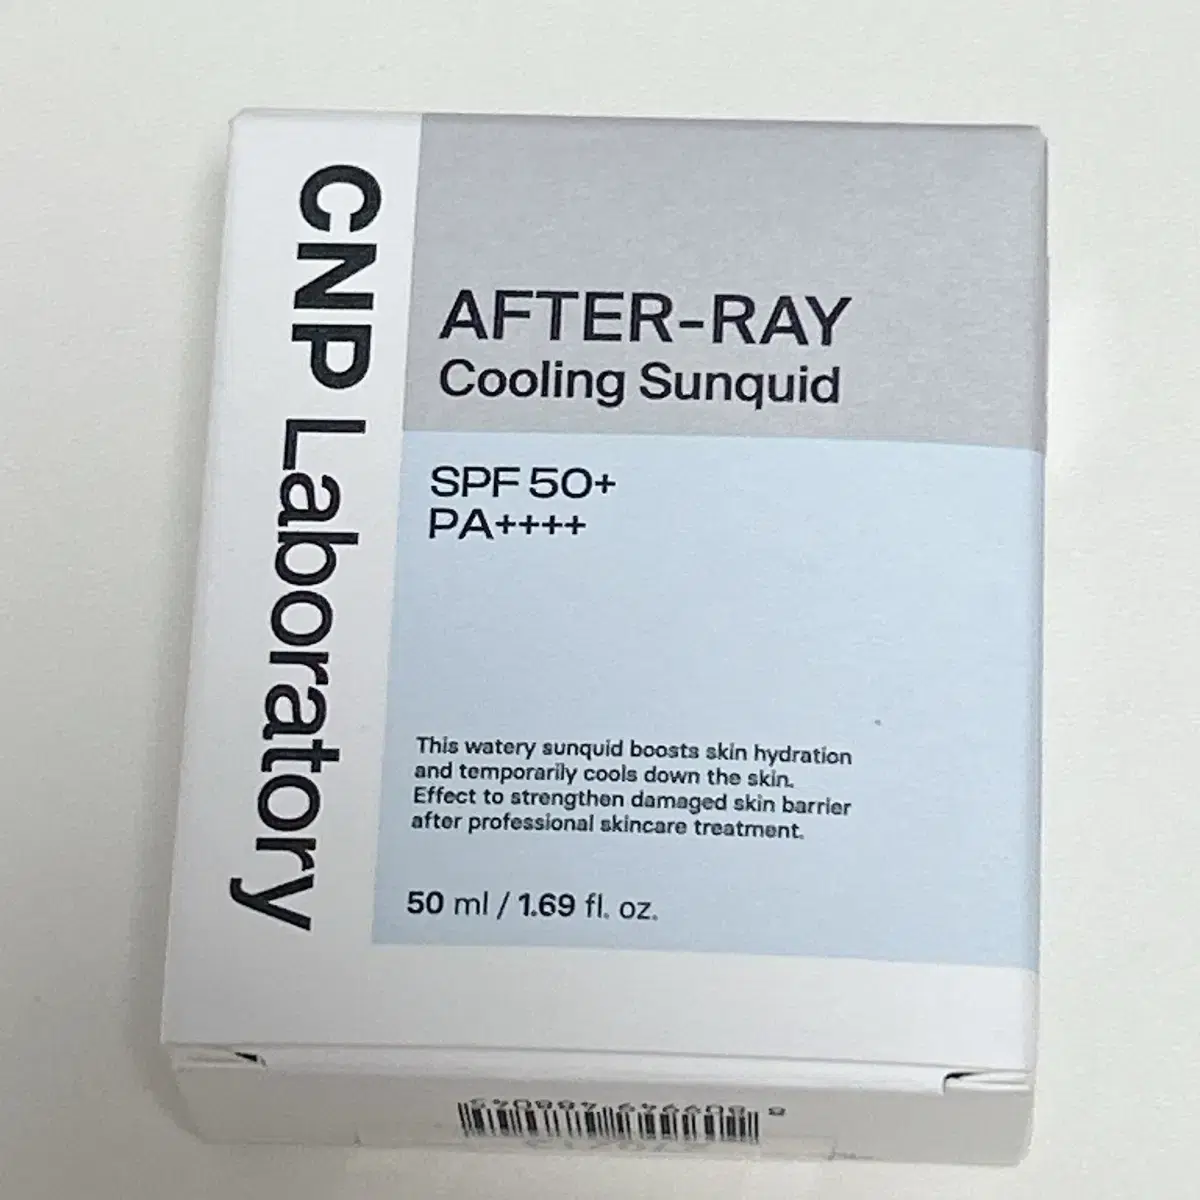 CNP Laboratory
AFTER-RAY
Cooling Sunquid
SPF 50+
PA++++
This watery sunquid boosts skin hydration
and temporarily cools down the skin.
Effect to strengthen damaged skin barrier
after professional skincare treatment.
50 ml / 1.69 fl. oz.